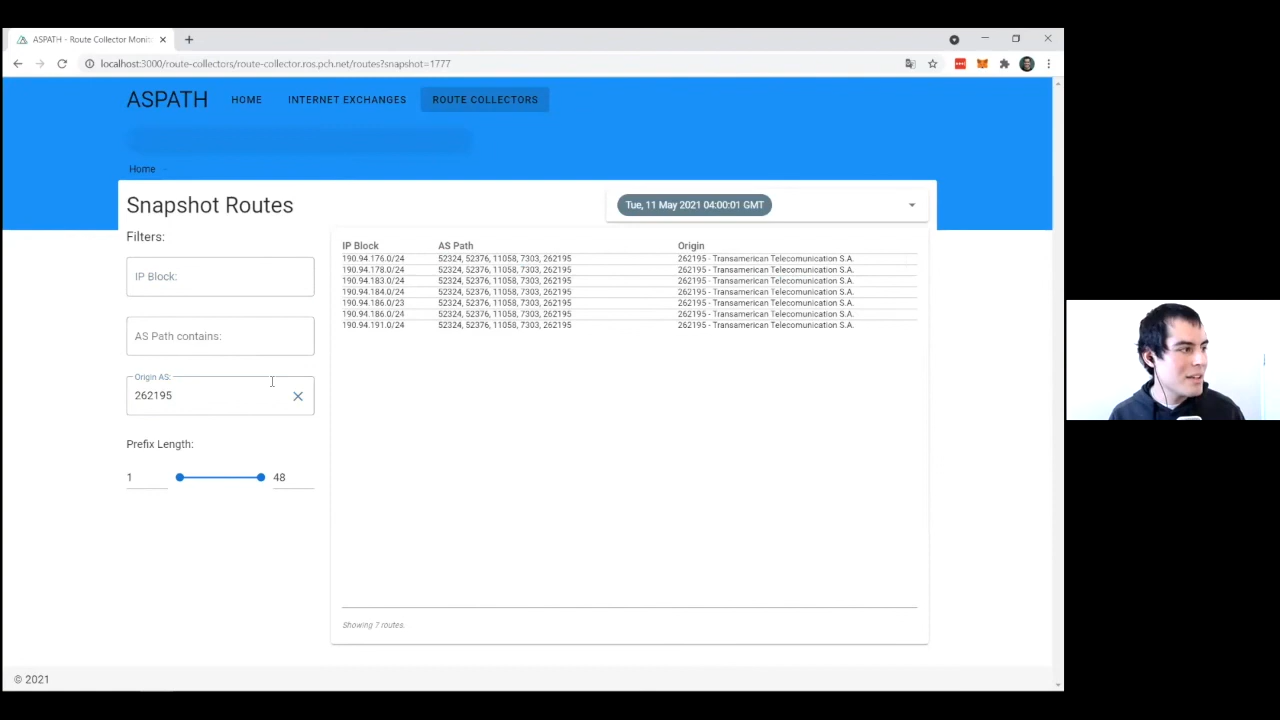 ASPATH - Route Collector Monit
localhost:3000/route-collectors/route-collector.ros.pch.net/routes?snapshot=1777
ASPATH HOME INTERNET EXCHANGES ROUTE COLLECTORS
Home
Snapshot Routes
Tue, 11 May 2021 04:00:01 GMT
Filters:
IP Block:
AS Path contains:
Origin AS:
262195
Prefix Length:
1 48
IP Block AS Path Origin
190.94.176.0/24 52324, 52376, 11058, 7303, 262195 262195 - Transamerican Telecomunication S.A.
190.94.178.0/24 52324, 52376, 11058, 7303, 262195 262195 - Transamerican Telecomunication S.A.
190.94.183.0/24 52324, 52376, 11058, 7303, 262195 262195 - Transamerican Telecomunication S.A.
190.94.184.0/24 52324, 52376, 11058, 7303, 262195 262195 - Transamerican Telecomunication S.A.
190.94.186.0/23 52324, 52376, 11058, 7303, 262195 262195 - Transamerican Telecomunication S.A.
190.94.186.0/24 52324, 52376, 11058, 7303, 262195 262195 - Transamerican Telecomunication S.A.
190.94.191.0/24 52324, 52376, 11058, 7303, 262195 262195 - Transamerican Telecomunication S.A.
Showing 7 routes.
© 2021